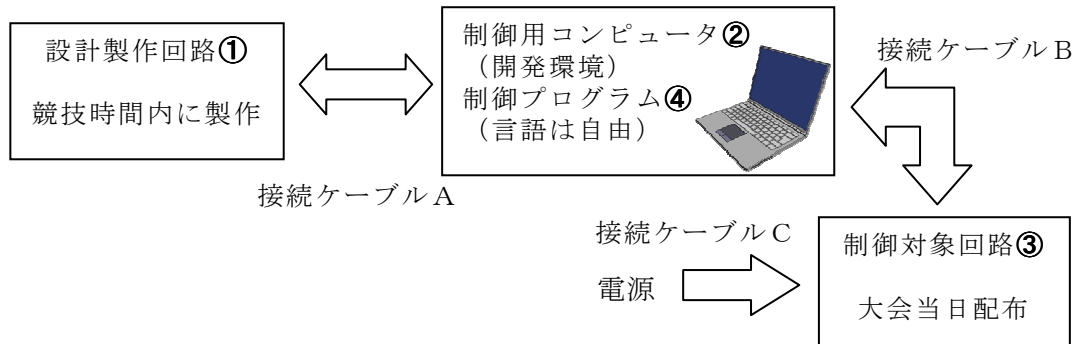 設計製作回路①
競技時間内に製作
制御用コンピュータ②
(開発環境)
制御プログラム④
(言語は自由)
接続ケーブルB
接続ケーブルA
接続ケーブルC
電源
制御対象回路③
大会当日配布